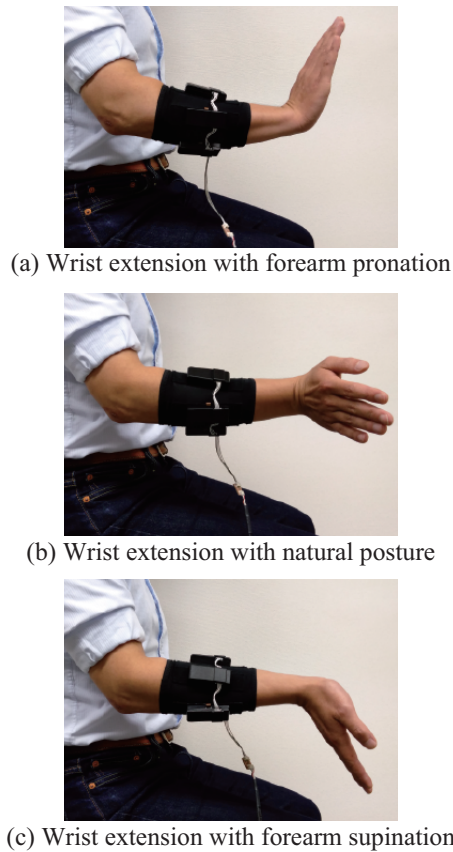 (a) Wrist extension with forearm pronation
(b) Wrist extension with natural posture
(c) Wrist extension with forearm supination